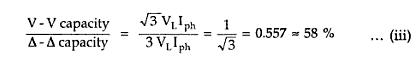 V - V capacity / Δ - Δ capacity = √3 V_L I_ph / 3 V_L I_ph = 1 / √3 = 0.557 ≈ 58 % ... (iii)